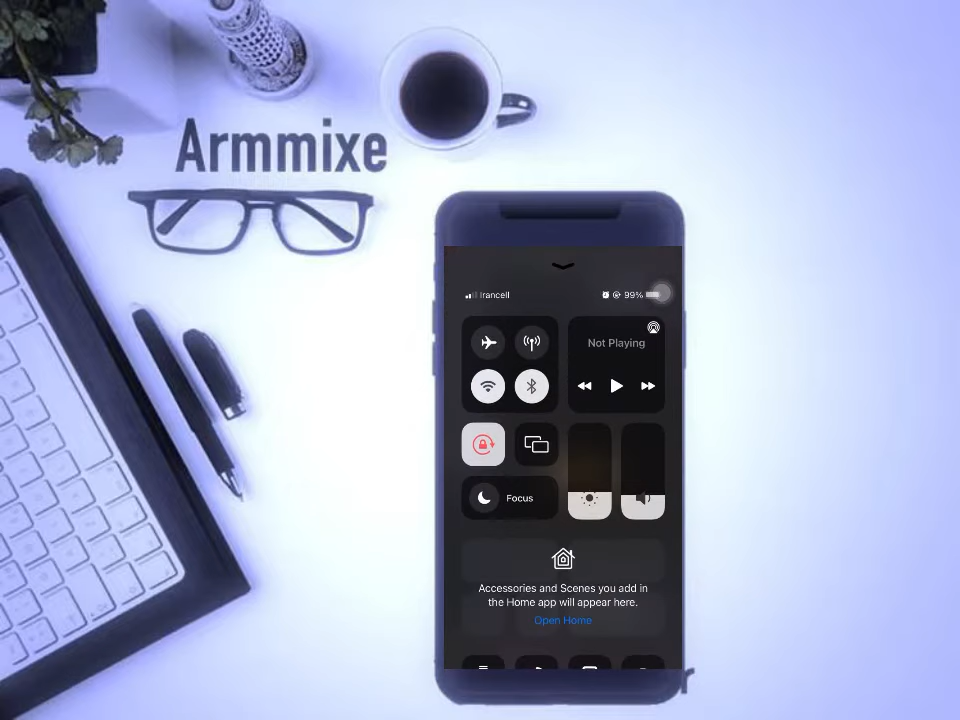 Armmixe
Irancell
99%
Not Playing
Focus
Accessories and Scenes you add in
the Home app will appear here.
Open Home
r